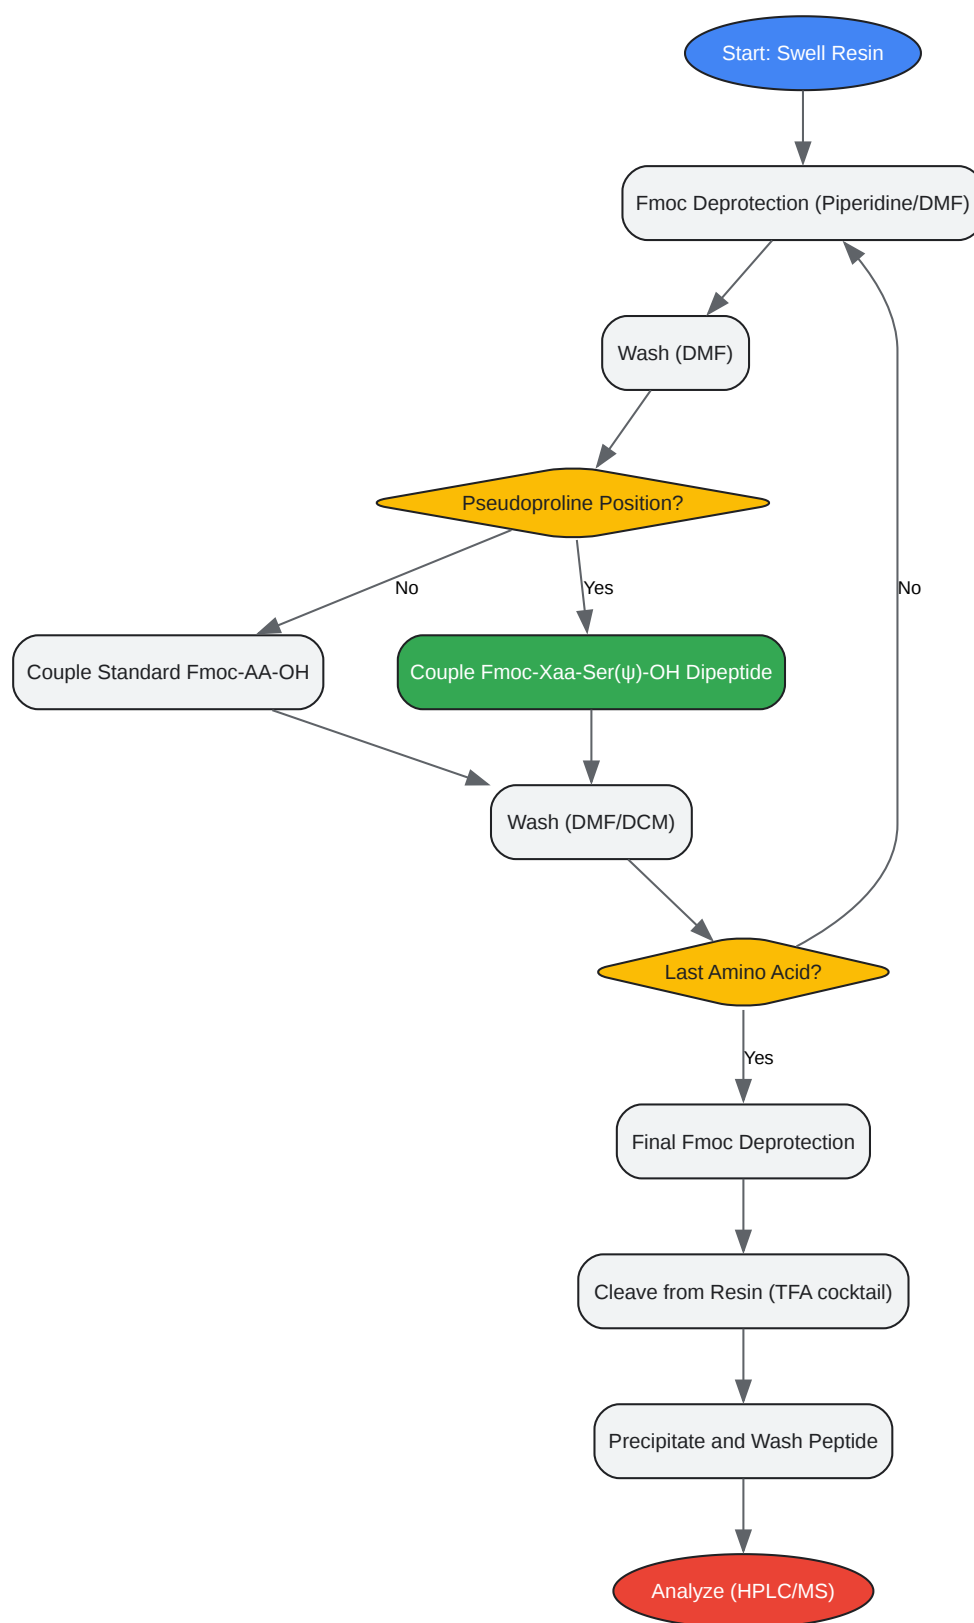 Start: Swell Resin
Fmoc Deprotection (Piperidine/DMF)
Wash (DMF)
Pseudoproline Position?
No
Yes
No
Couple Standard Fmoc-AA-OH
Couple Fmoc-Xaa-Ser(ψ)-OH Dipeptide
Wash (DMF/DCM)
Last Amino Acid?
Yes
Final Fmoc Deprotection
Cleave from Resin (TFA cocktail)
Precipitate and Wash Peptide
Analyze (HPLC/MS)